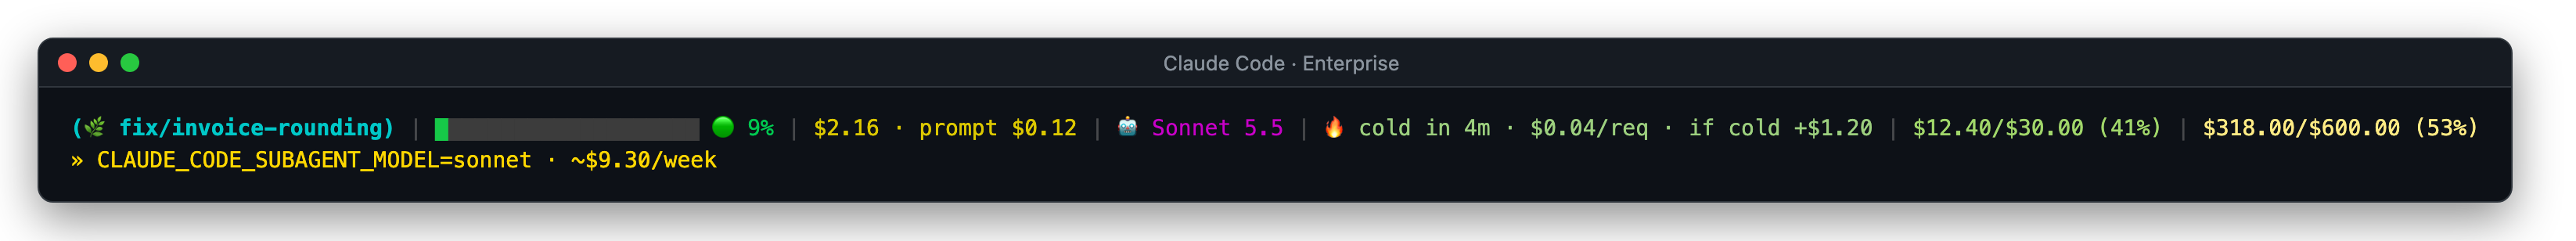 Claude Code · Enterprise
(🌿 fix/invoice-rounding) | 🟢 9% | $2.16 · prompt $0.12 | 🤖 Sonnet 5.5 | 🔥 cold in 4m · $0.04/req · if cold +$1.20 | $12.40/$30.00 (41%) | $318.00/$600.00 (53%)
» CLAUDE_CODE_SUBAGENT_MODEL=sonnet · ~$9.30/week